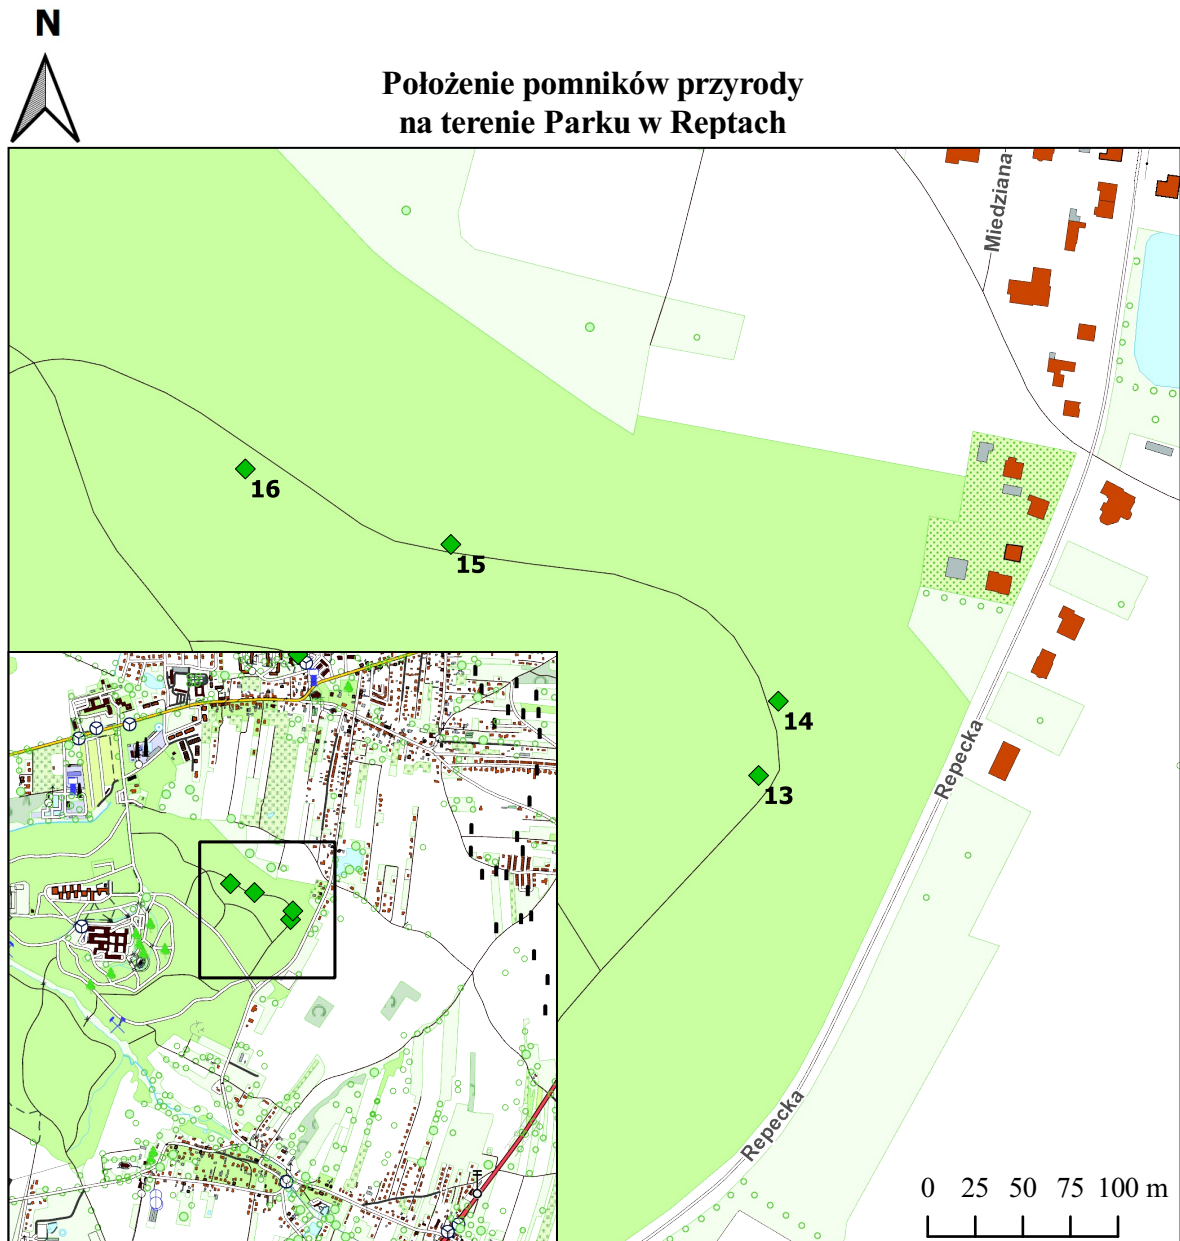 N
Położenie pomników przyrody
na terenie Parku w Reptach
Miedziana
16
15
14
13
Repecka
Repecka
0 25 50 75 100 m